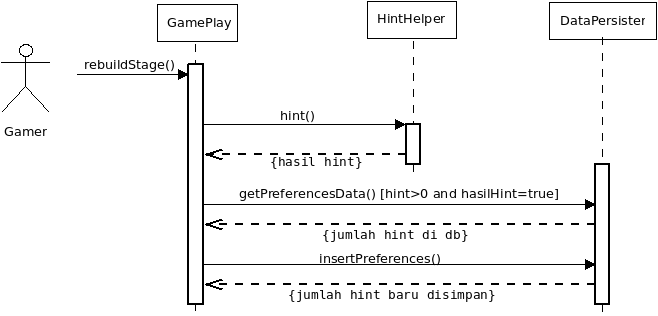 GamePlay
HintHelper
DataPersister
rebuildStage()
Gamer
hint()
{hasil hint}
getPreferencesData() [hint>0 and hasilHint=true]
{jumlah hint di db}
insertPreferences()
{jumlah hint baru disimpan}